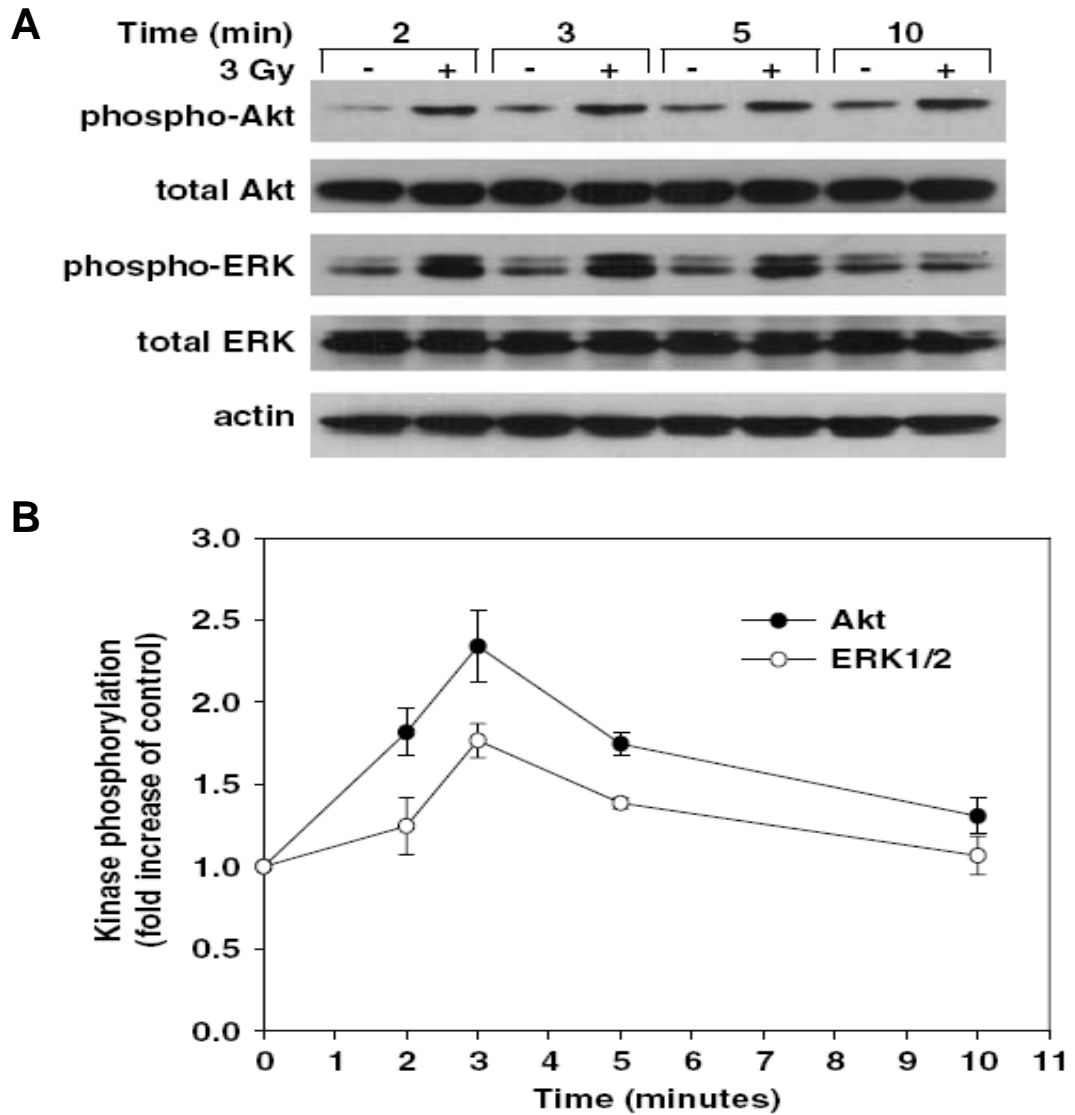 A
Time (min) 2 3 5 10
3 Gy - + - + - + - +
phospho-Akt
total Akt
phospho-ERK
total ERK
actin
B
Kinase phosphorylation
(fold increase of control)
3.0
2.5
2.0
1.5
1.0
0.5
0.0
Akt
ERK1/2
0 1 2 3 4 5 6 7 8 9 10 11
Time (minutes)